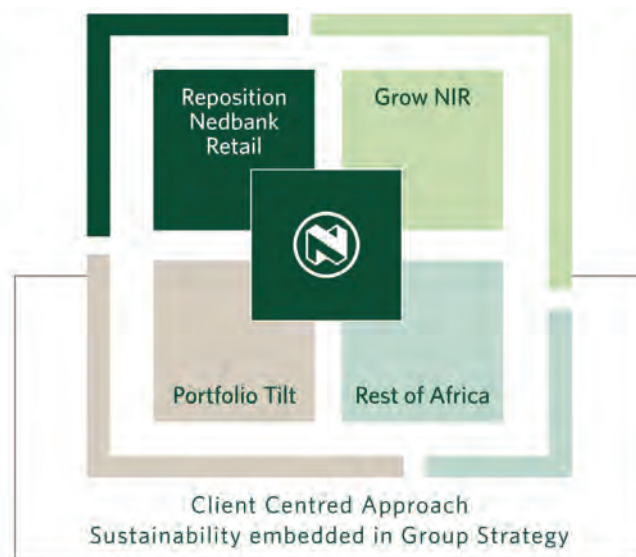 Reposition
Nedbank
Retail
Grow NIR
Portfolio Tilt
Rest of Africa
Client Centred Approach
Sustainability embedded in Group Strategy